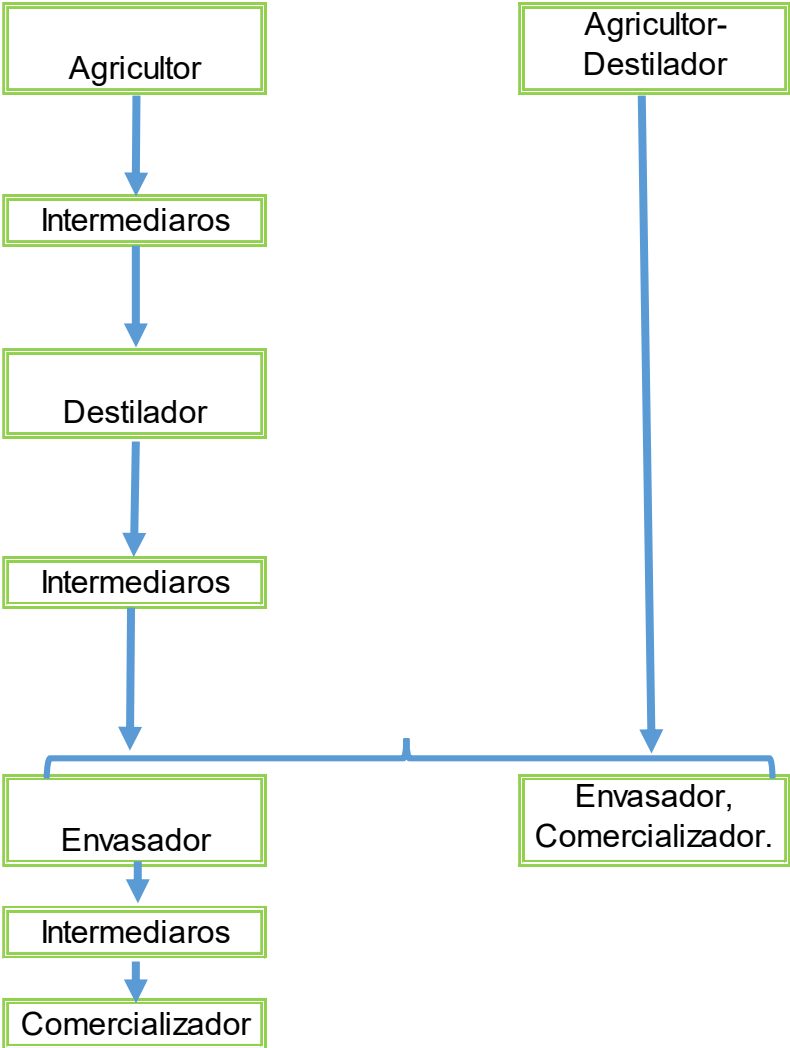 Agricultor
Intermediaros
Destilador
Intermediaros
Envasador
Intermediaros
Comercializador
Agricultor-
Destilador
Envasador,
Comercializador.